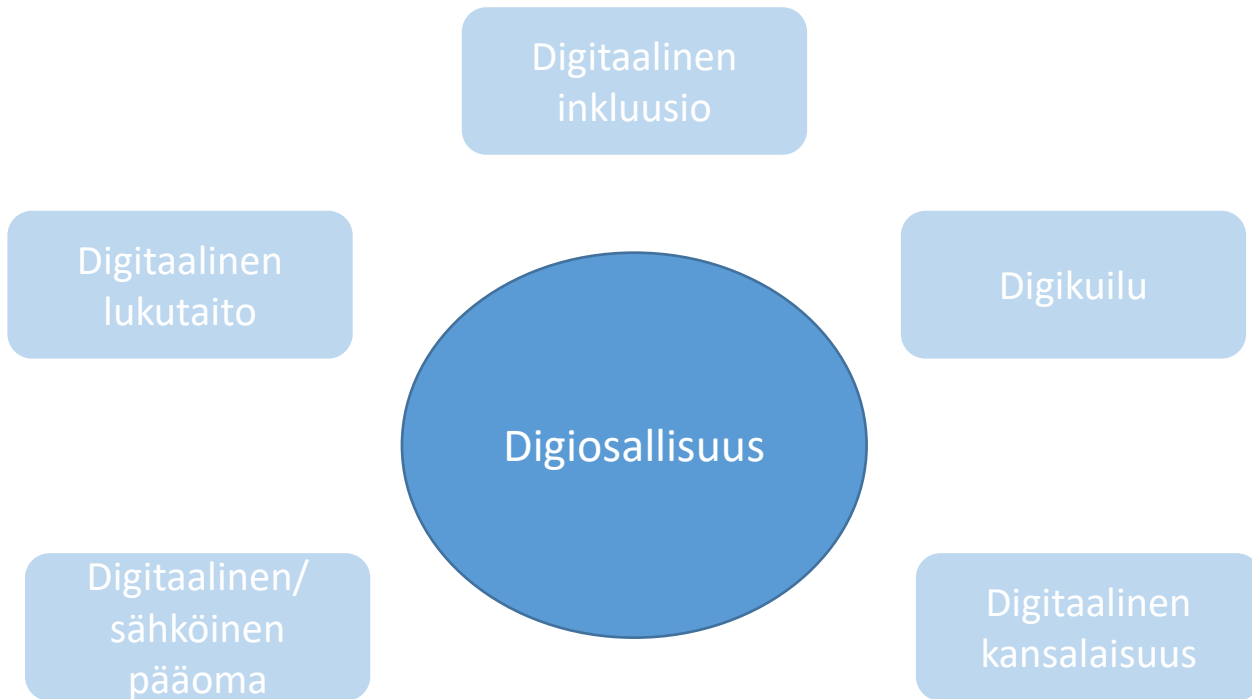 Digitaalinen
inkluusio
Digitaalinen
lukutaito
Digikuilu
Digiosallisuus
Digitaalinen/
sähköinen
pääoma
Digitaalinen
kansalaisuus